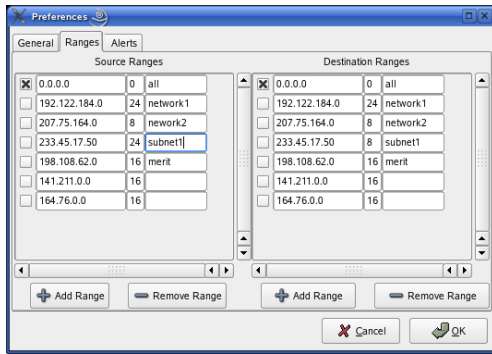 Preferences
General Ranges Alerts
Source Ranges
0.0.0.0 0 all
192.122.184.0 24 network1
207.75.164.0 8 nework2
233.45.17.50 24 subnet1
198.108.62.0 16 merit
141.211.0.0 16
164.76.0.0 16
Add Range Remove Range
Destination Ranges
0.0.0.0 0 all
192.122.184.0 24 network1
207.75.164.0 8 nework2
233.45.17.50 8 subnet1
198.108.62.0 16 merit
141.211.0.0 16
164.76.0.0 16
Add Range Remove Range
Cancel OK